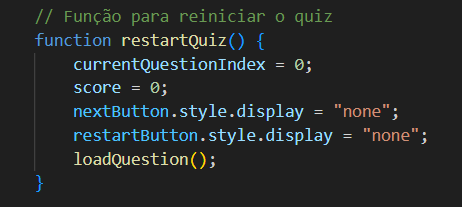 // Função para reiniciar o quiz
function restartQuiz() {
    currentQuestionIndex = 0;
    score = 0;
    nextButton.style.display = "none";
    restartButton.style.display = "none";
    loadQuestion();
}